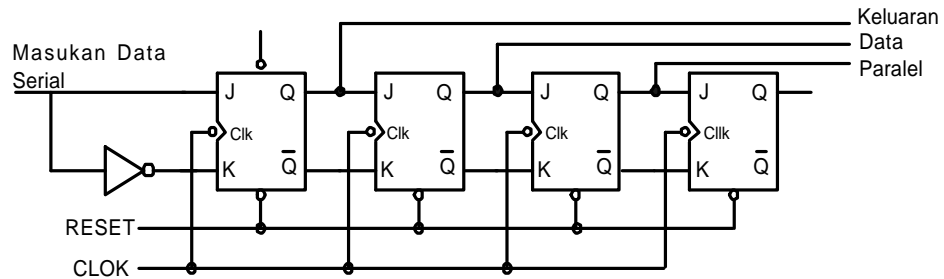 Keluaran
Data
Paralel
Masukan Data
Serial
J Q J Q J Q J Q
Clk Clk Clk Cllk
K Q̅ K Q̅ K Q̅ K Q̅
RESET
CLOK